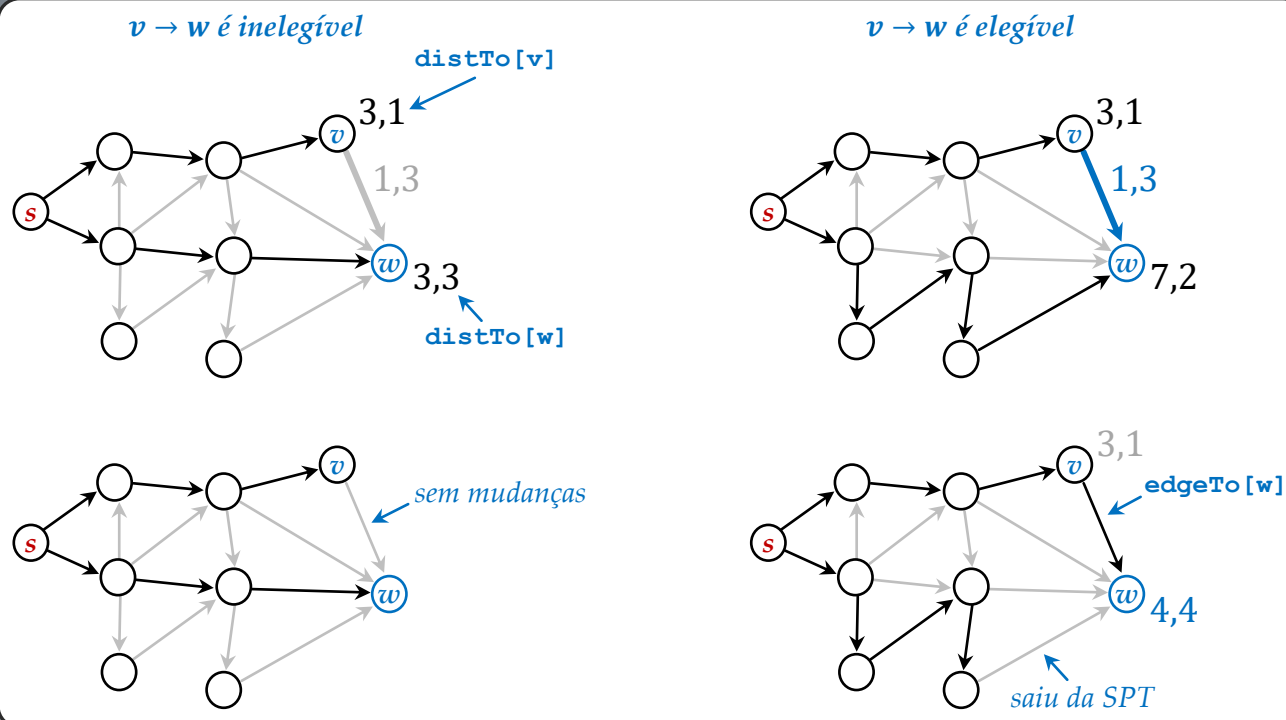 v → w é inelegível
distTo[v]
3,1
v
1,3
s
w
3,3
distTo[w]
v → w é elegível
3,1
v
1,3
s
w
7,2
v
sem mudanças
s
w
3,1
v
edgeTo[w]
s
w
4,4
saiu da SPT